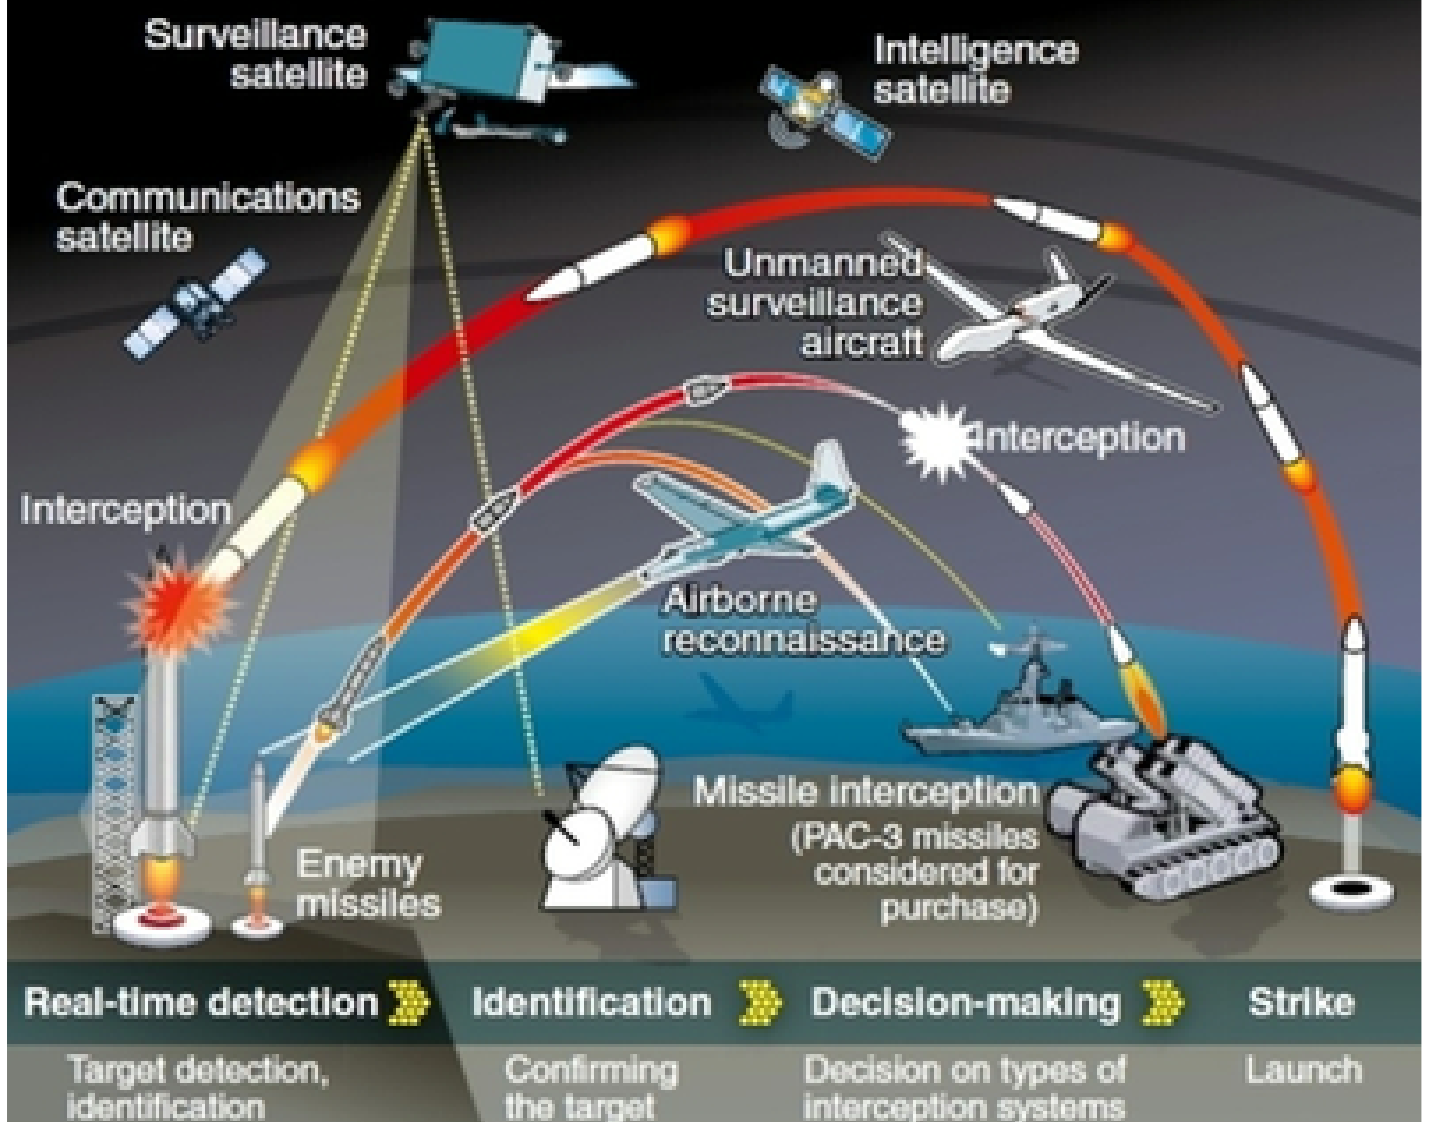 Surveillance
satellite
Intelligence
satellite
Communications
satellite
Unmanned
surveillance
aircraft
Interception
Interception
Airborne
reconnaissance
Missile interception
(PAC-3 missiles
considered for
purchase)
Enemy
missiles
Real-time detection
Identification
Decision-making
Strike
Target detection,
identification
Confirming
the target
Decision on types of
interception systems
Launch